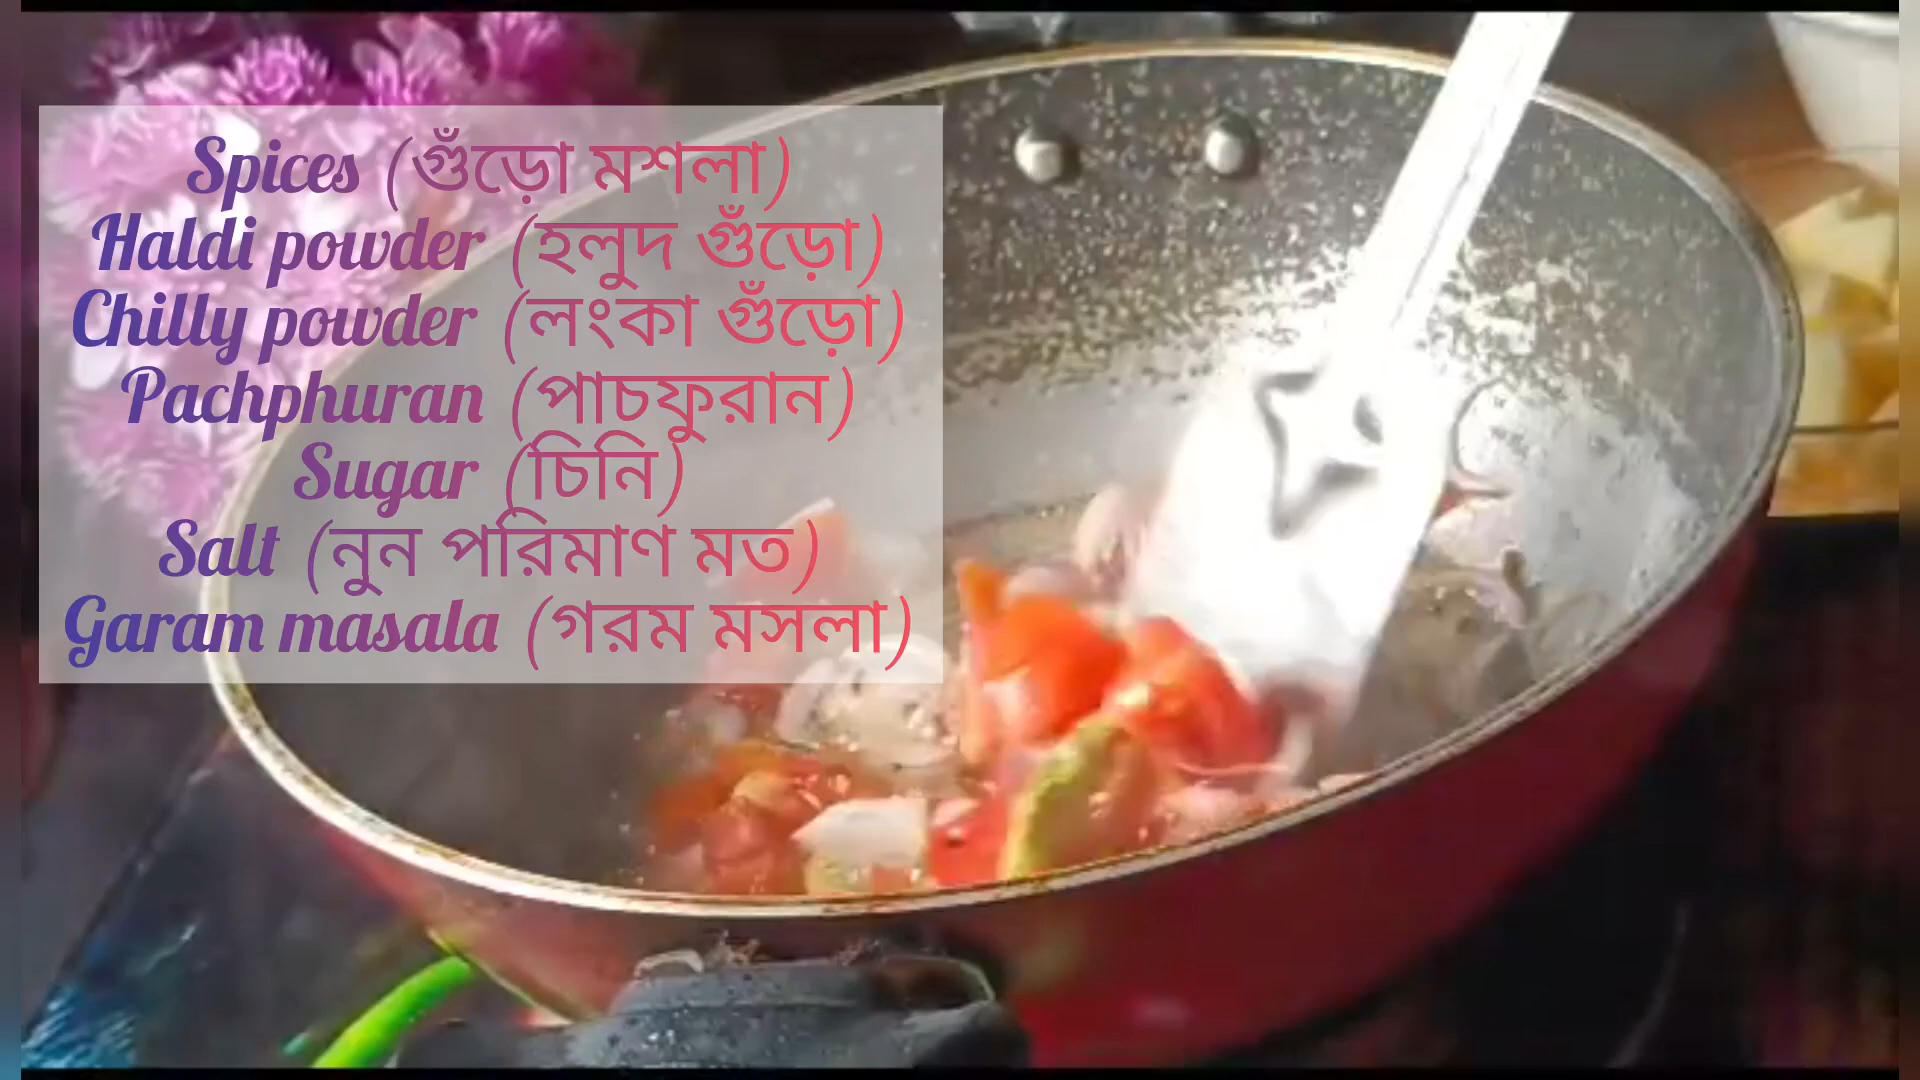 Spices (গুঁড়ো মশলা)
Haldi powder (হলুদ গুঁড়ো)
Chilly powder (লংকা গুঁড়ো)
Pachphuran (পাচফুরান)
Sugar (চিনি)
Salt (নুন পরিমাণ মত)
Garam masala (গরম মসলা)